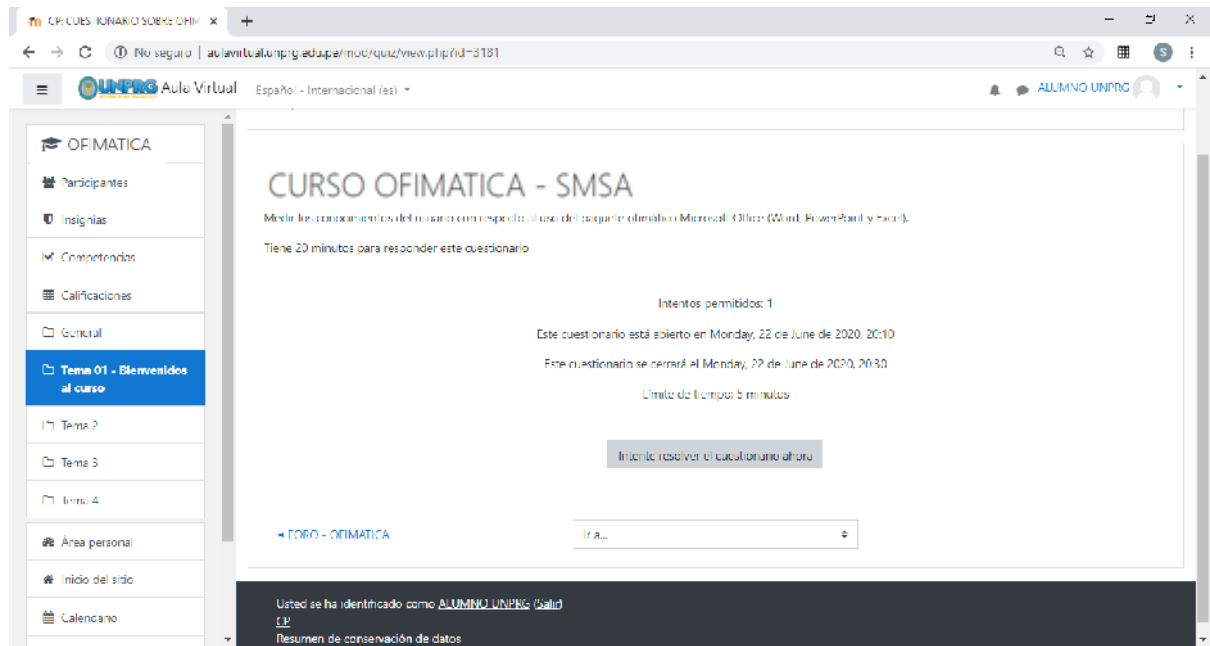 CP: CUESTIONARIO SOBRE OFIM
No seguro | aulavirtual.unprg.edu.pe/mod/quiz/view.php?id=3181
S
UNPRG Aula Virtual
Español - Internacional (es)
ALUMNO UNPRG
OFIMATICA
Participantes
Insignias
Competencias
Calificaciones
General
Tema 01 - Bienvenidos
al curso
Tema 2
Tema 3
Tema 4
Área personal
Inicio del sitio
Calendario
CURSO OFIMATICA - SMSA
Medir los conocimientos del usuario con respecto al uso del paquete ofimático Microsoft Office (Word, PowerPoint y Excel).
Tiene 20 minutos para responder este cuestionario
Intentos permitidos: 1
Este cuestionario está abierto en Monday, 22 de June de 2020, 20:10
Este cuestionario se cerrará el Monday, 22 de June de 2020, 20:30
Límite de tiempo: 5 minutos
Intente resolver el cuestionario ahora
◄ FORO - OFIMATICA
Ir a...
Usted se ha identificado como ALUMNO UNPRG (Salir)
CP
Resumen de conservación de datos